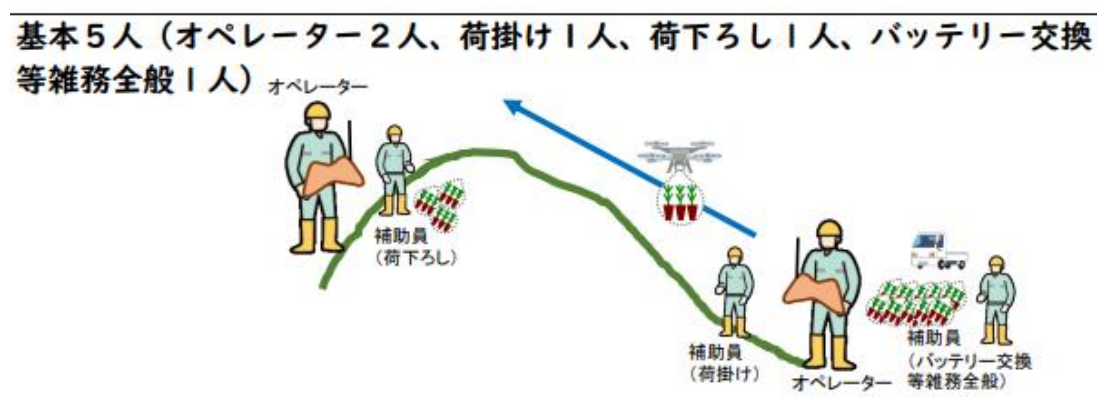 基本５人（オペレーター２人、荷掛け１人、荷下ろし１人、バッテリー交換
等雑務全般１人）
オペレーター
補助員
（荷下ろし）
補助員
（荷掛け）
オペレーター
補助員
（バッテリー交換
等雑務全般）